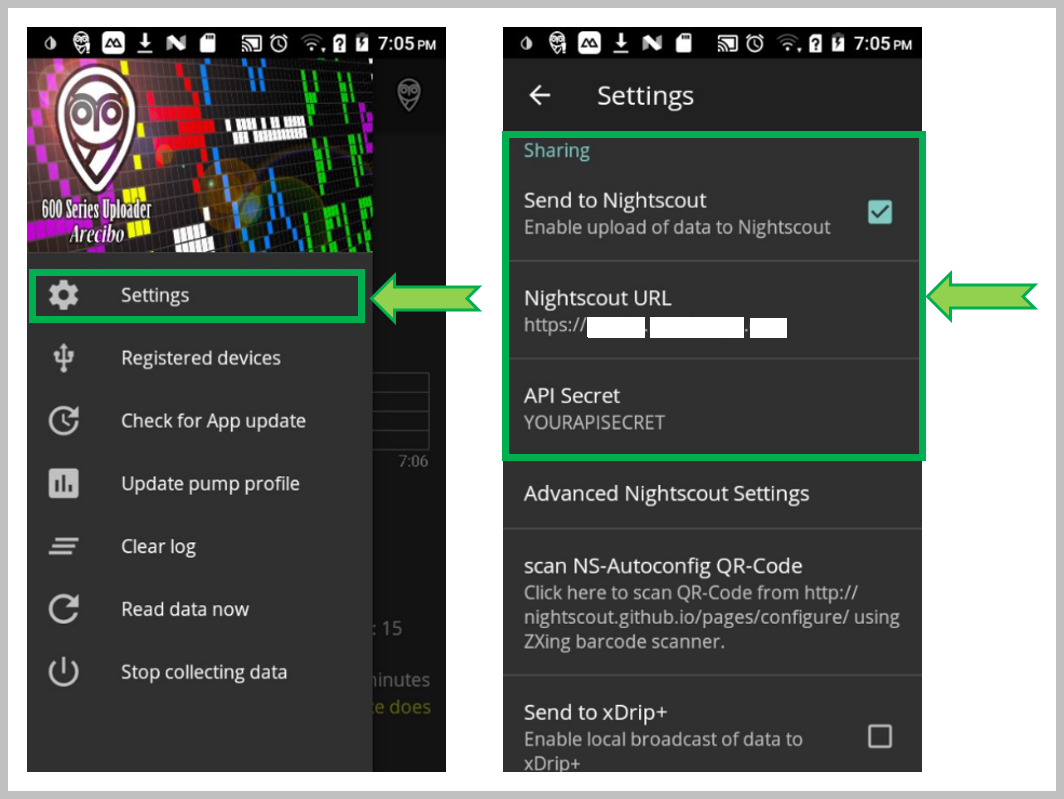 7:05 PM
600 Series Uploader
Arecibo
Settings
Registered devices
Check for App update
Update pump profile
Clear log
Read data now
Stop collecting data
7:06
: 15
minutes
does
7:05 PM
Settings
Sharing
Send to Nightscout
Enable upload of data to Nightscout
Nightscout URL
https:// . .
API Secret
YOURAPISECRET
Advanced Nightscout Settings
scan NS-Autoconfig QR-Code
Click here to scan QR-Code from http://
nightscout.github.io/pages/configure/ using
ZXing barcode scanner.
Send to xDrip+
Enable local broadcast of data to
xDrip+